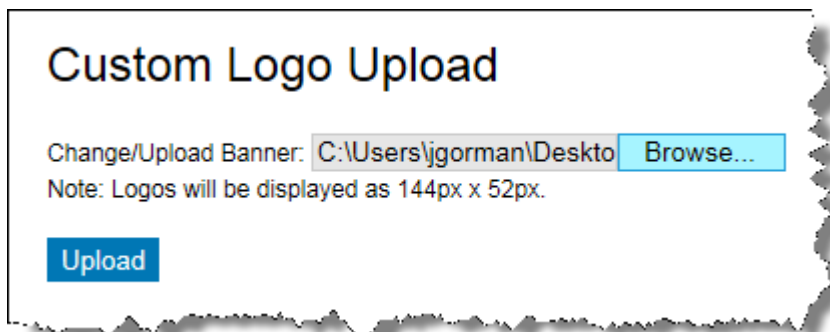 Custom Logo Upload
Change/Upload Banner: C:\Users\jgorman\Deskto Browse...
Note: Logos will be displayed as 144px x 52px.
Upload